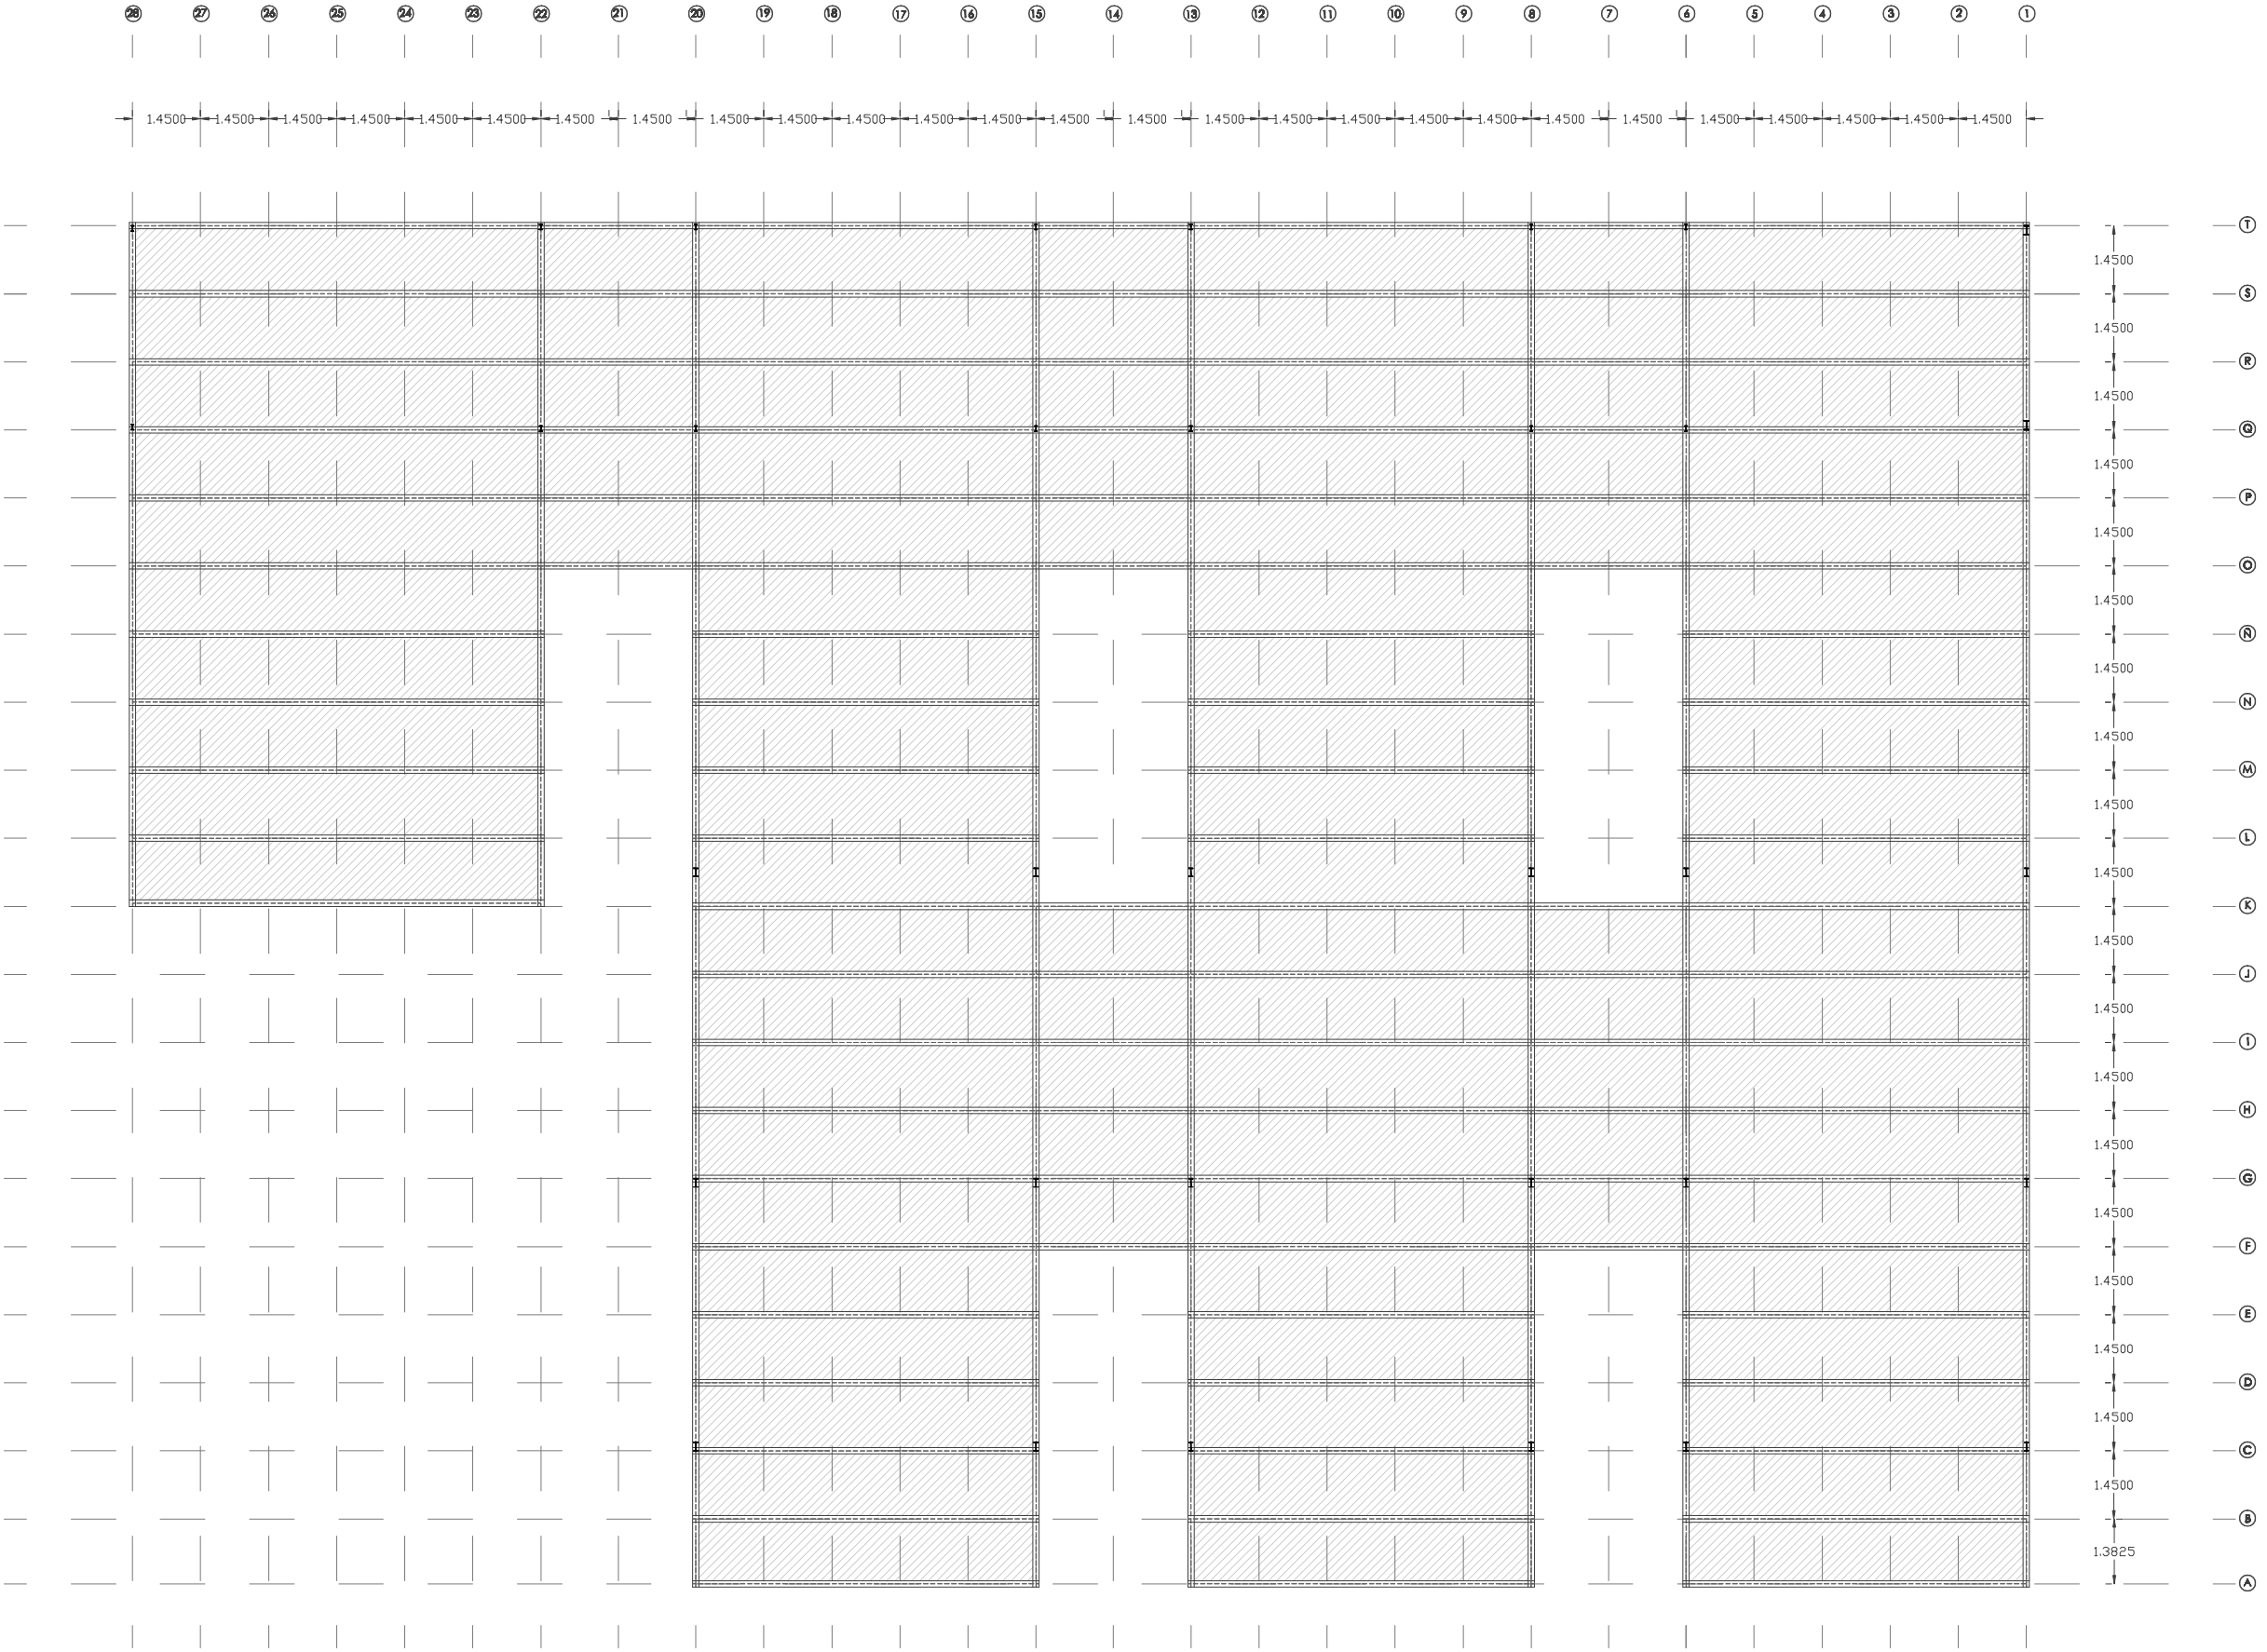 28 27 26 25 24 23 22 21 20 19 18 17 16 15 14 13 12 11 10 9 8 7 6 5 4 3 2 1
1.4500 1.4500 1.4500 1.4500 1.4500 1.4500 1.4500 1.4500 1.4500 1.4500 1.4500 1.4500 1.4500 1.4500 1.4500 1.4500 1.4500 1.4500 1.4500 1.4500 1.4500 1.4500 1.4500 1.4500 1.4500 1.4500 1.4500
T
1.4500
S
1.4500
R
1.4500
Q
1.4500
P
1.4500
O
1.4500
Ñ
1.4500
N
1.4500
M
1.4500
L
1.4500
K
1.4500
J
1.4500
I
1.4500
H
1.4500
G
1.4500
F
1.4500
E
1.4500
D
1.4500
C
1.4500
B
1.3825
A